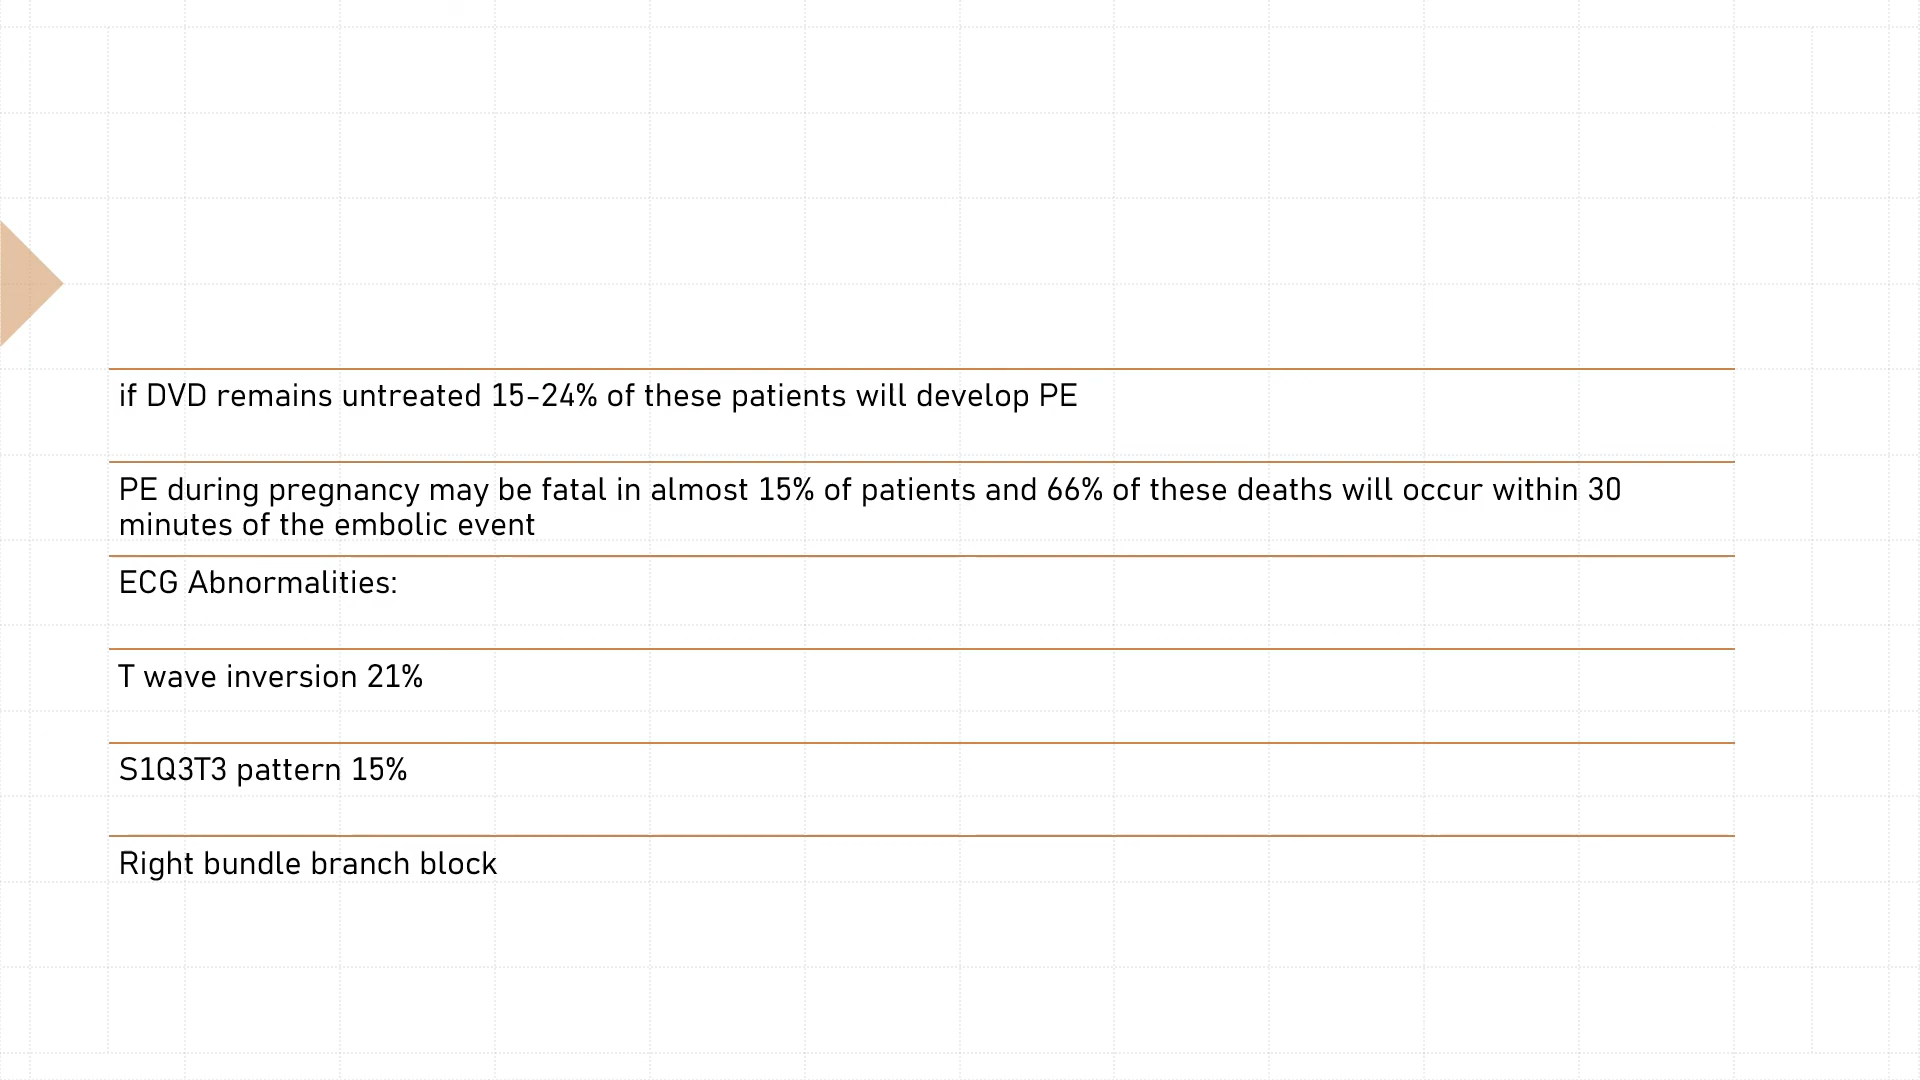 if DVD remains untreated 15-24% of these patients will develop PE
PE during pregnancy may be fatal in almost 15% of patients and 66% of these deaths will occur within 30
minutes of the embolic event
ECG Abnormalities:
T wave inversion 21%
S1Q3T3 pattern 15%
Right bundle branch block